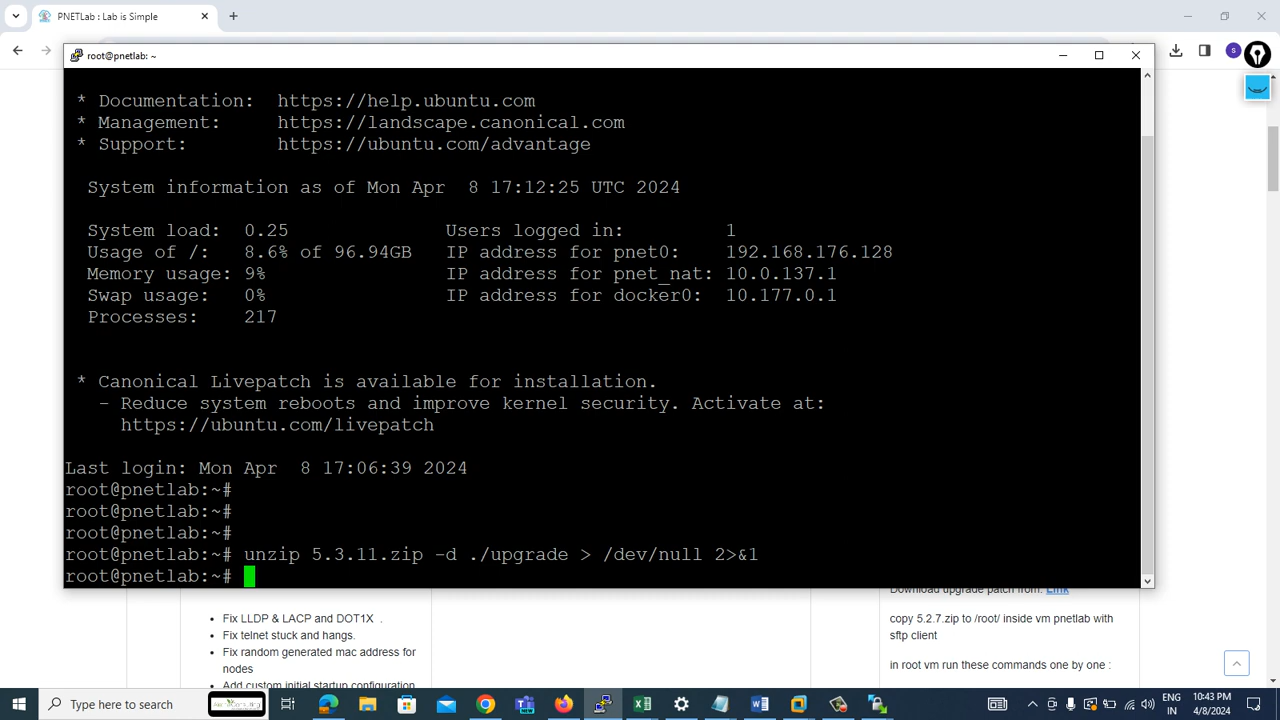 PNETLab : Lab is Simple
root@pnetlab: ~
* Documentation:  https://help.ubuntu.com
* Management:     https://landscape.canonical.com
* Support:        https://ubuntu.com/advantage
System information as of Mon Apr  8 17:12:25 UTC 2024
System load:  0.25              Users logged in:        1
Usage of /:   8.6% of 96.94GB   IP address for pnet0:    192.168.176.128
Memory usage: 9%                IP address for pnet_nat: 10.0.137.1
Swap usage:   0%                IP address for docker0:  10.177.0.1
Processes:    217
* Canonical Livepatch is available for installation.
- Reduce system reboots and improve kernel security. Activate at:
https://ubuntu.com/livepatch
Last login: Mon Apr  8 17:06:39 2024
root@pnetlab:~#
root@pnetlab:~#
root@pnetlab:~#
root@pnetlab:~# unzip 5.3.11.zip -d ./upgrade > /dev/null 2>&1
root@pnetlab:~#
• Fix LLDP & LACP and DOT1X .
• Fix telnet stuck and hangs.
• Fix random generated mac address for
nodes
• Add custom initial startup configuration
Download upgrade patch from: Link
copy 5.2.7.zip to /root/ inside vm pnetlab with
sftp client
in root vm run these commands one by one :
Type here to search
ENG
IN
10:43 PM
4/8/2024